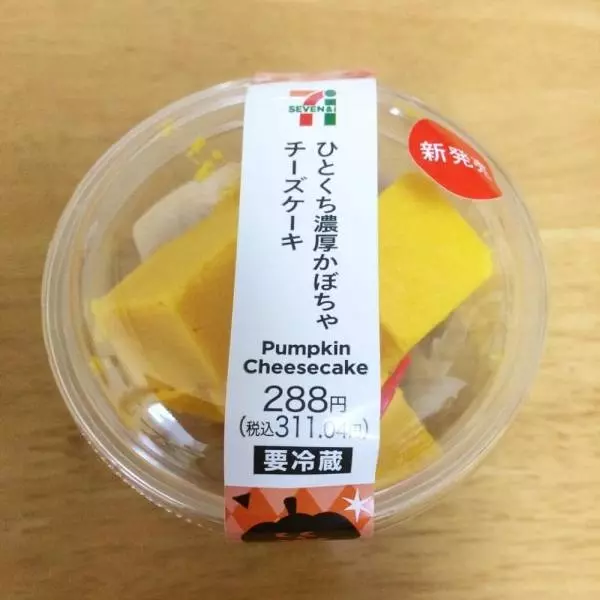 SEVEN&i
新発売
ひとくち濃厚かぼちゃ
チーズケーキ
Pumpkin
Cheesecake
288円
(税込311.04円)
要冷蔵